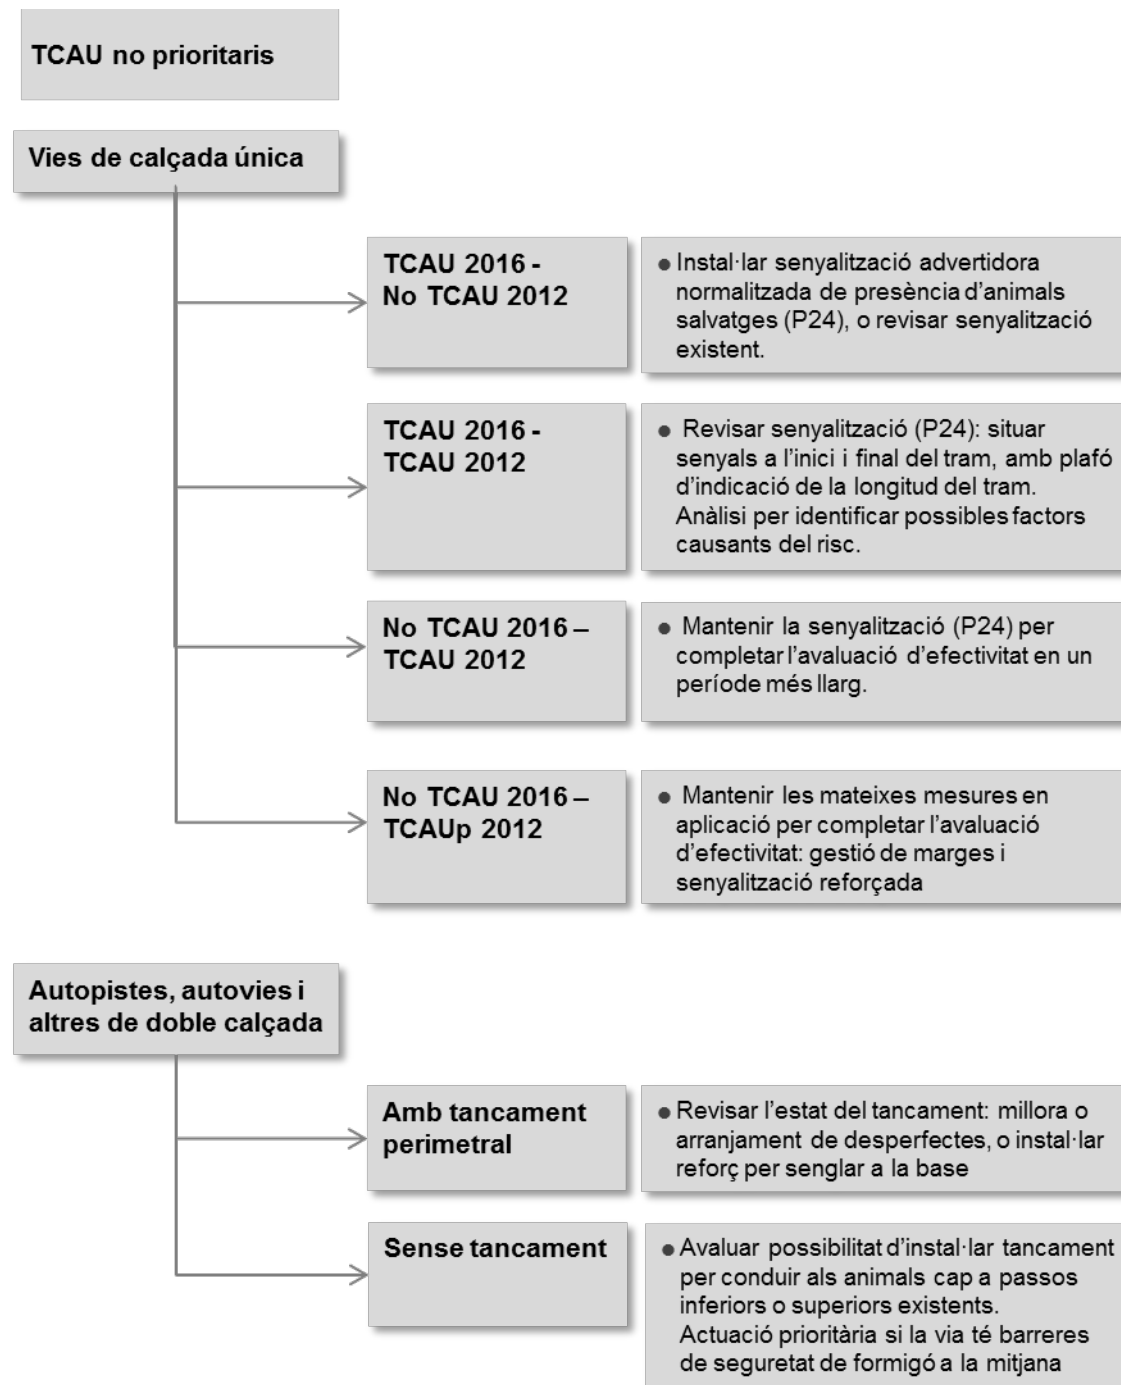 TCAU no prioritaris
Vies de calçada única
TCAU 2016 -
No TCAU 2012
● Instal·lar senyalització advertidora
normalitzada de presència d’animals
salvatges (P24), o revisar senyalització
existent.
TCAU 2016 -
TCAU 2012
● Revisar senyalització (P24): situar
senyals a l’inici i final del tram, amb plafó
d’indicació de la longitud del tram.
Anàlisi per identificar possibles factors
causants del risc.
No TCAU 2016 –
TCAU 2012
● Mantenir la senyalització (P24) per
completar l’avaluació d’efectivitat en un
període més llarg.
No TCAU 2016 –
TCAUp 2012
● Mantenir les mateixes mesures en
aplicació per completar l’avaluació
d’efectivitat: gestió de marges i
senyalització reforçada
Autopistes, autovies i
altres de doble calçada
Amb tancament
perimetral
● Revisar l’estat del tancament: millora o
arranjament de desperfectes, o instal·lar
reforç per senglar a la base
Sense tancament
● Avaluar possibilitat d’instal·lar tancament
per conduir als animals cap a passos
inferiors o superiors existents.
Actuació prioritària si la via té barreres
de seguretat de formigó a la mitjana